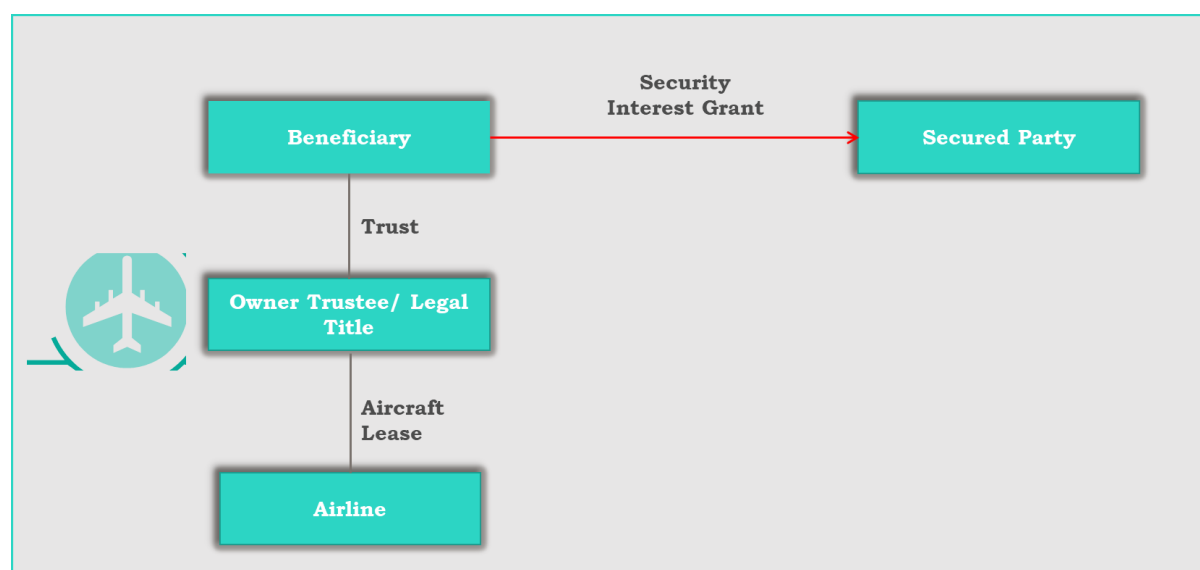 Security
Interest Grant
Beneficiary
Secured Party
Trust
Owner Trustee/ Legal
Title
Aircraft
Lease
Airline